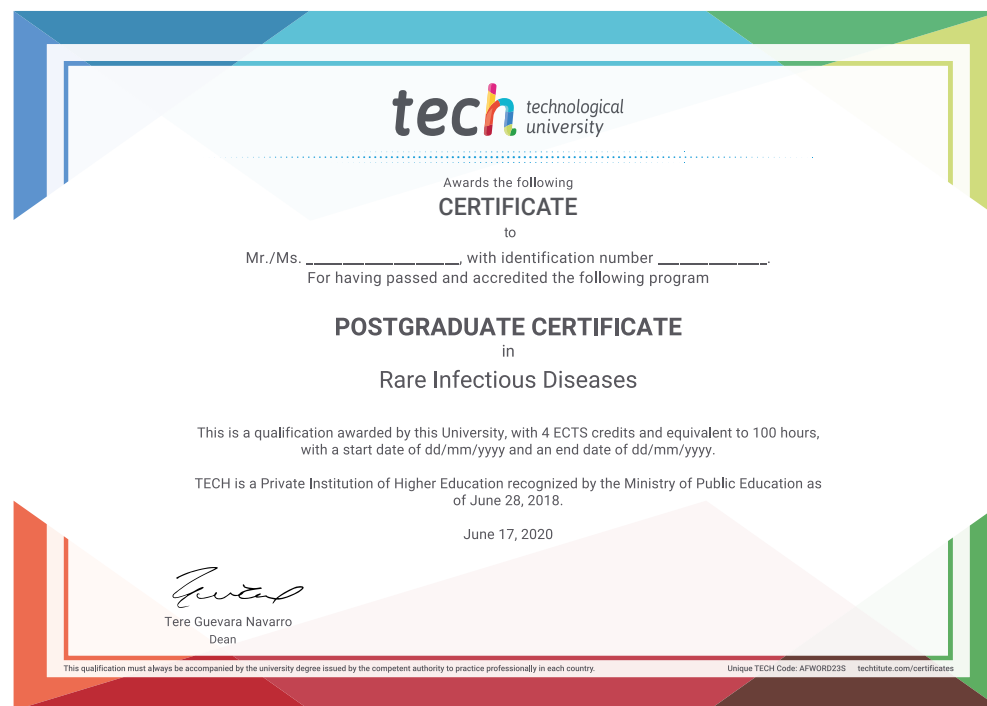 tech technological
university
Awards the following
CERTIFICATE
to
Mr./Ms. ____________________, with identification number ______________.
For having passed and accredited the following program
POSTGRADUATE CERTIFICATE
in
Rare Infectious Diseases
This is a qualification awarded by this University, with 4 ECTS credits and equivalent to 100 hours,
with a start date of dd/mm/yyyy and an end date of dd/mm/yyyy.
TECH is a Private Institution of Higher Education recognized by the Ministry of Public Education as
of June 28, 2018.
June 17, 2020
Tere Guevara Navarro
Dean
This qualification must always be accompanied by the university degree issued by the competent authority to practice professionally in each country. Unique TECH Code: AFWORD23S techtitute.com/certificates